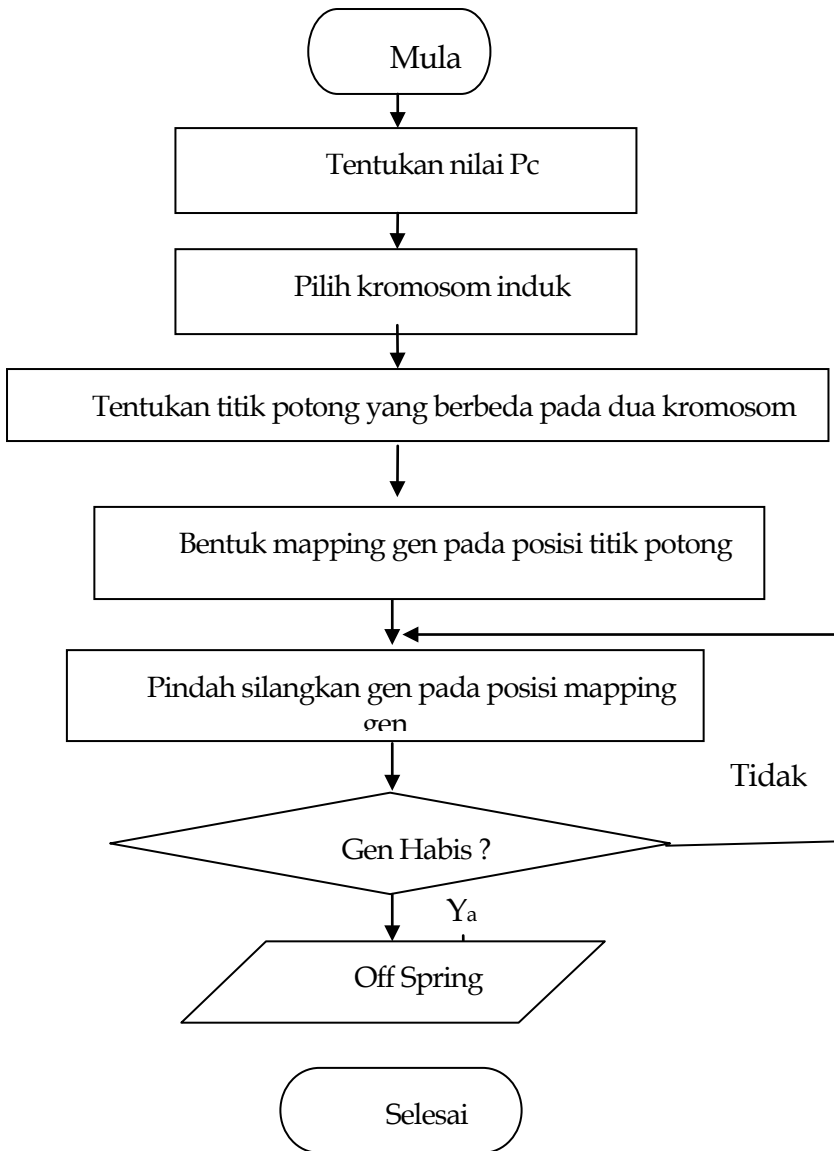 Mula
Tentukan nilai Pc
Pilih kromosom induk
Tentukan titik potong yang berbeda pada dua kromosom
Bentuk mapping gen pada posisi titik potong
Pindah silangkan gen pada posisi mapping
gen
Tidak
Gen Habis ?
Ya
Off Spring
Selesai